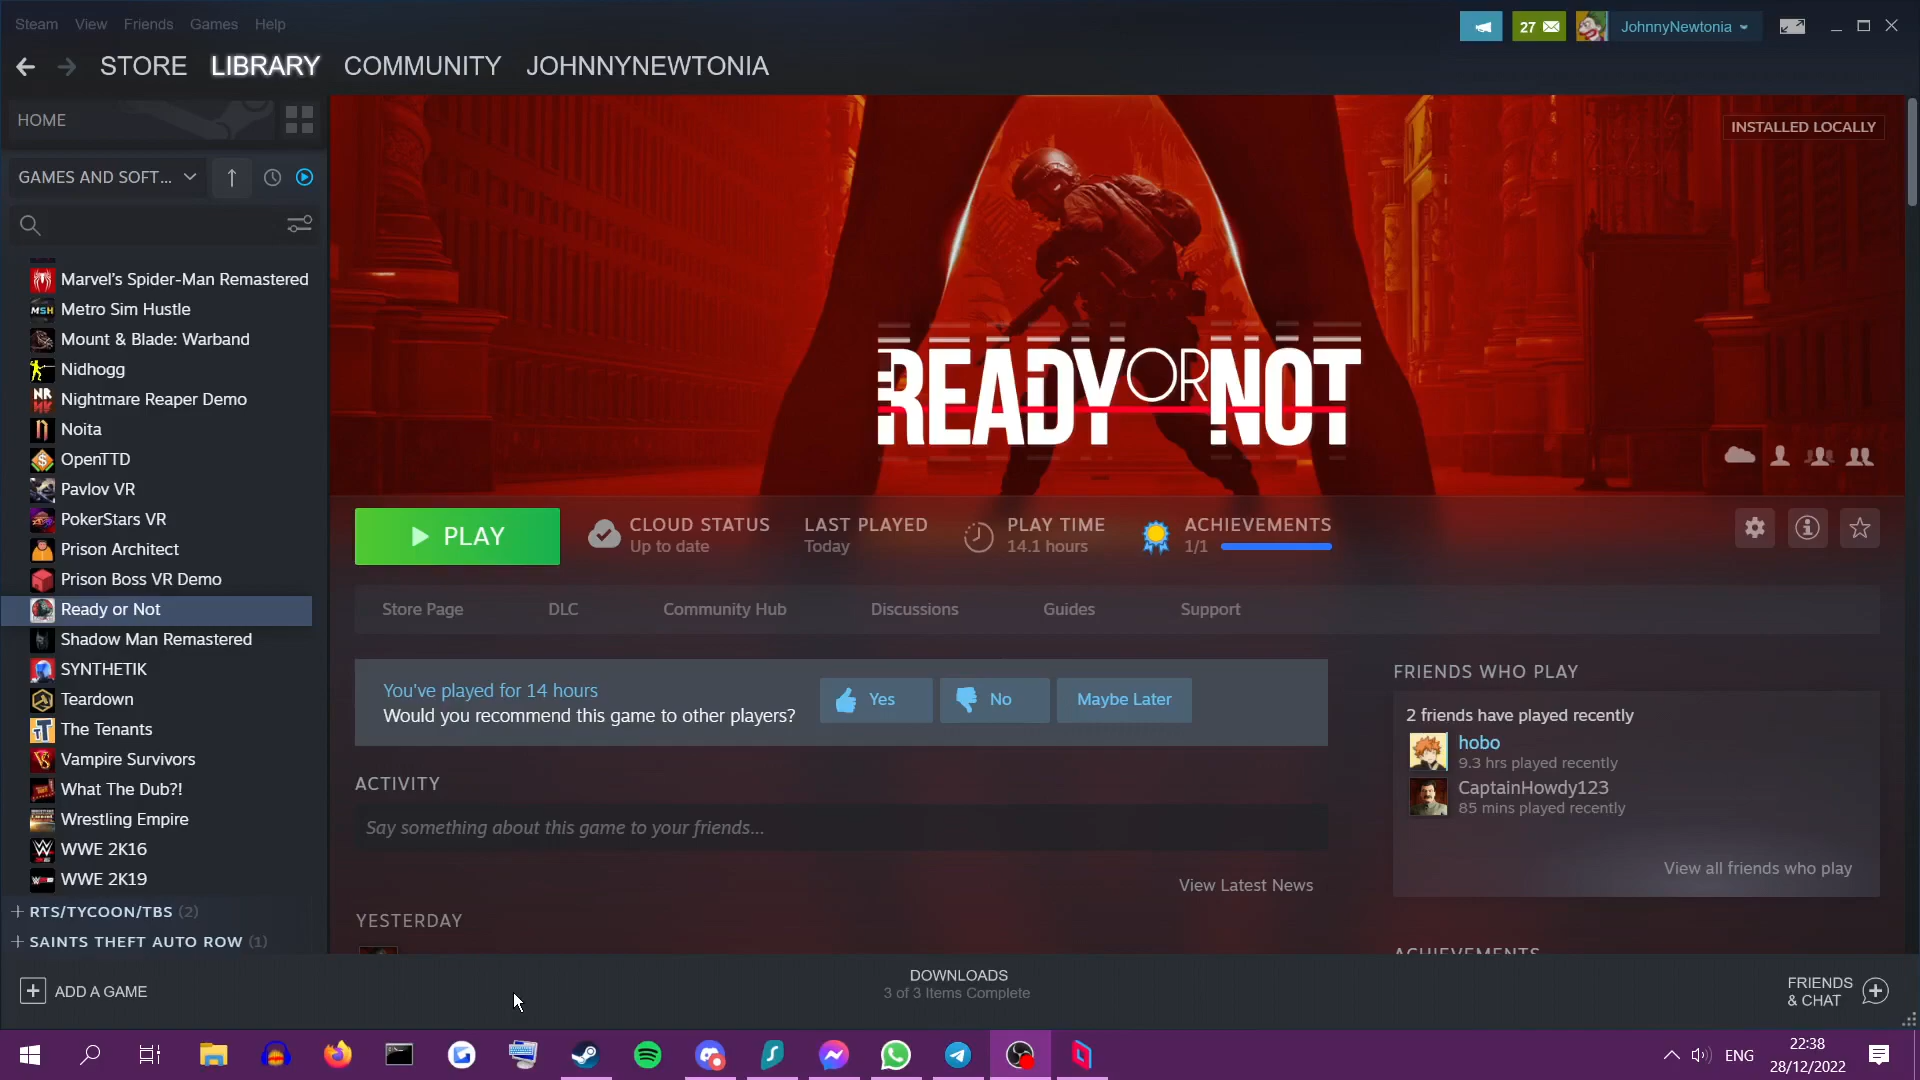 Steam View Friends Games Help
27
JohnnyNewtonia
STORE LIBRARY COMMUNITY JOHNNYNEWTONIA
HOME
GAMES AND SOFT...
INSTALLED LOCALLY
Marvel's Spider-Man Remastered
Metro Sim Hustle
Mount & Blade: Warband
Nidhogg
Nightmare Reaper Demo
Noita
OpenTTD
Pavlov VR
PokerStars VR
Prison Architect
Prison Boss VR Demo
Ready or Not
Shadow Man Remastered
SYNTHETIK
Teardown
The Tenants
Vampire Survivors
What The Dub?!
Wrestling Empire
WWE 2K16
WWE 2K19
RTS/TYCOON/TBS (2)
SAINTS THEFT AUTO ROW (1)
READY OR NOT
PLAY
CLOUD STATUS
Up to date
LAST PLAYED
Today
PLAY TIME
14.1 hours
ACHIEVEMENTS
1/1
Store Page DLC Community Hub Discussions Guides Support
You've played for 14 hours
Would you recommend this game to other players?
Yes No Maybe Later
ACTIVITY
Say something about this game to your friends...
View Latest News
YESTERDAY
FRIENDS WHO PLAY
2 friends have played recently
hobo
9.3 hrs played recently
CaptainHowdy123
85 mins played recently
View all friends who play
ACHIEVEMENTS
ADD A GAME
DOWNLOADS
3 of 3 Items Complete
FRIENDS
& CHAT
ENG
22:38
28/12/2022